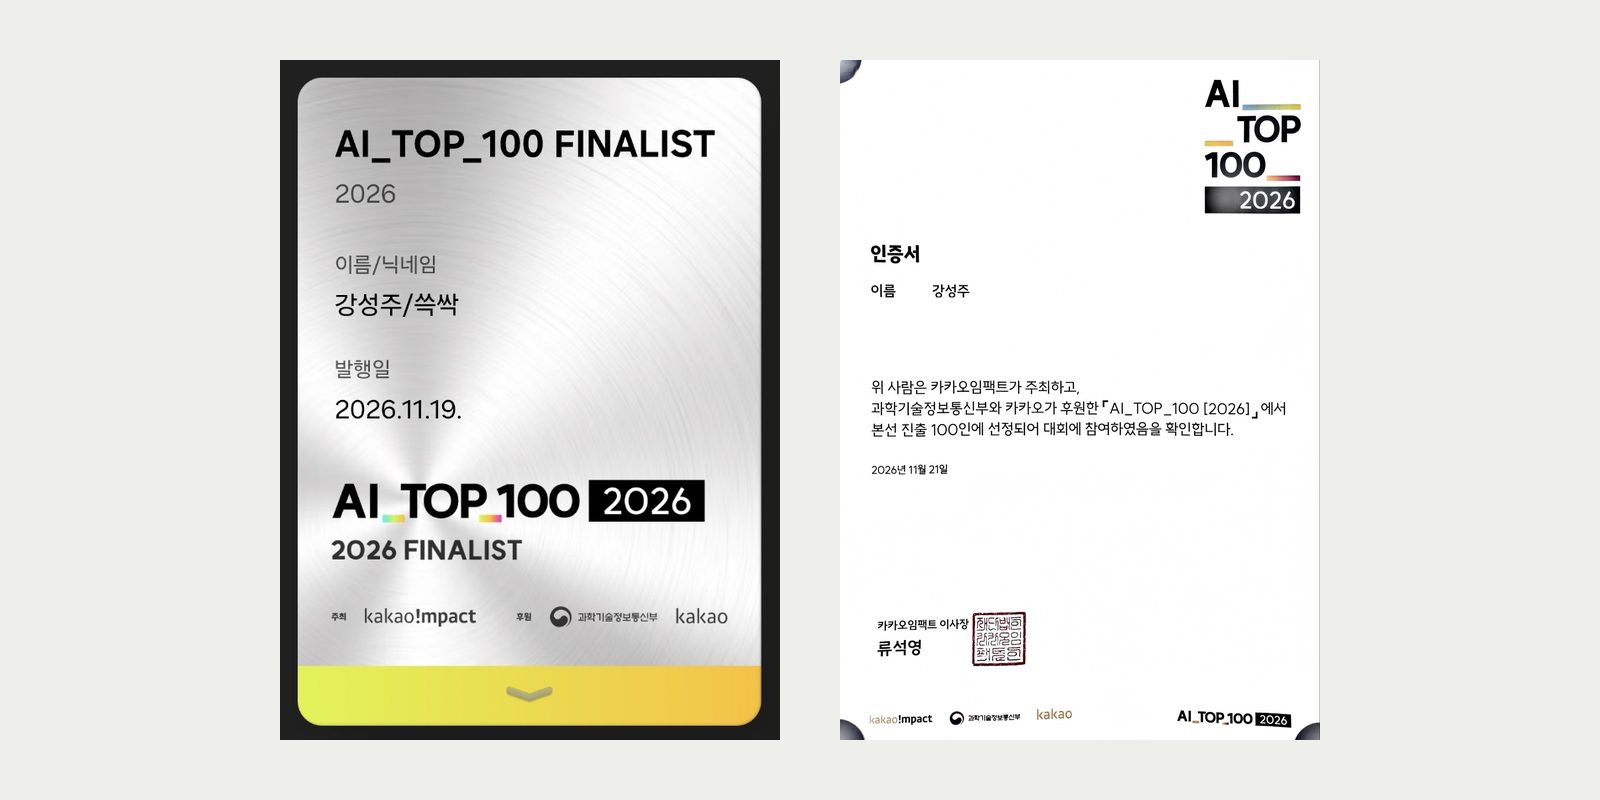 AI_TOP_100 FINALIST
2026
이름/닉네임
강성주/쓱싹
발행일
2026.11.19.
AI_TOP_100 2026
2026 FINALIST
주최 kakao!mpact 후원 과학기술정보통신부 kakao
AI_
_TOP
100_
2026
인증서
이름 강성주
위 사람은 카카오임팩트가 주최하고,
과학기술정보통신부와 카카오가 후원한 「AI_TOP_100 [2026]」에서
본선 진출 100인에 선정되어 대회에 참여하였음을 확인합니다.
2026년 11월 21일
카카오임팩트 이사장
류석영
kakao!mpact 과학기술정보통신부 kakao AI_TOP_100 2026